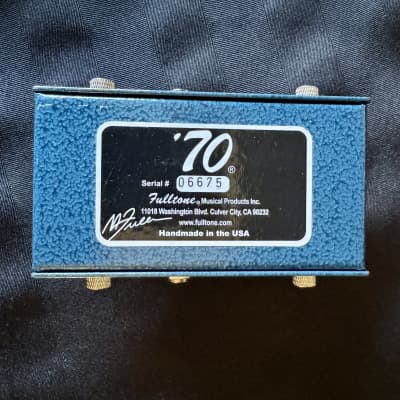 '70®
Serial # 06675
Fulltone® Musical Products Inc.
11018 Washington Blvd. Culver City, CA 90232
www.fulltone.com
Handmade in the USA
M Fuller